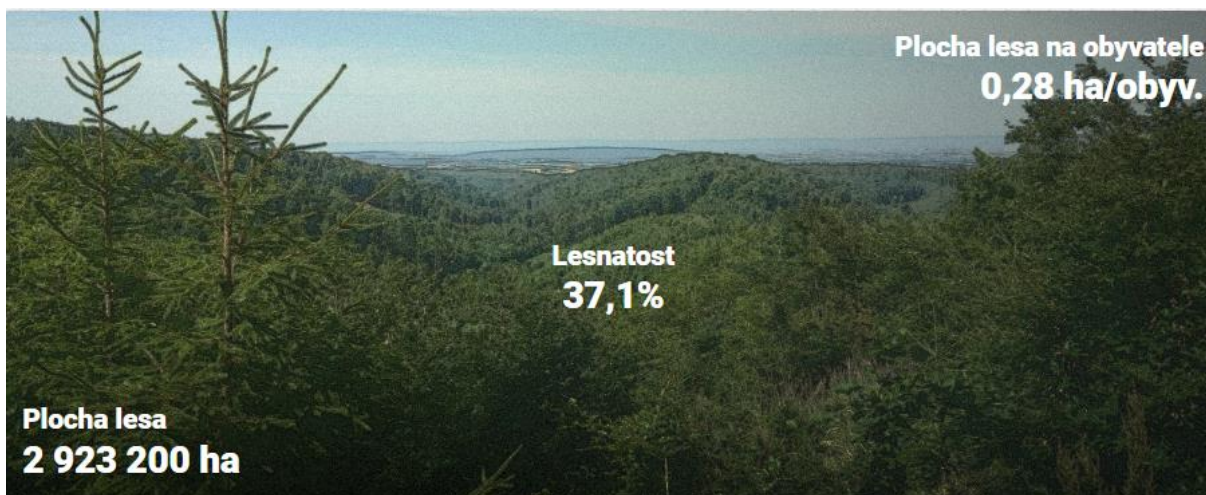 Plocha lesa na obyvatele
0,28 ha/obyv.
Lesnatost
37,1%
Plocha lesa
2 923 200 ha